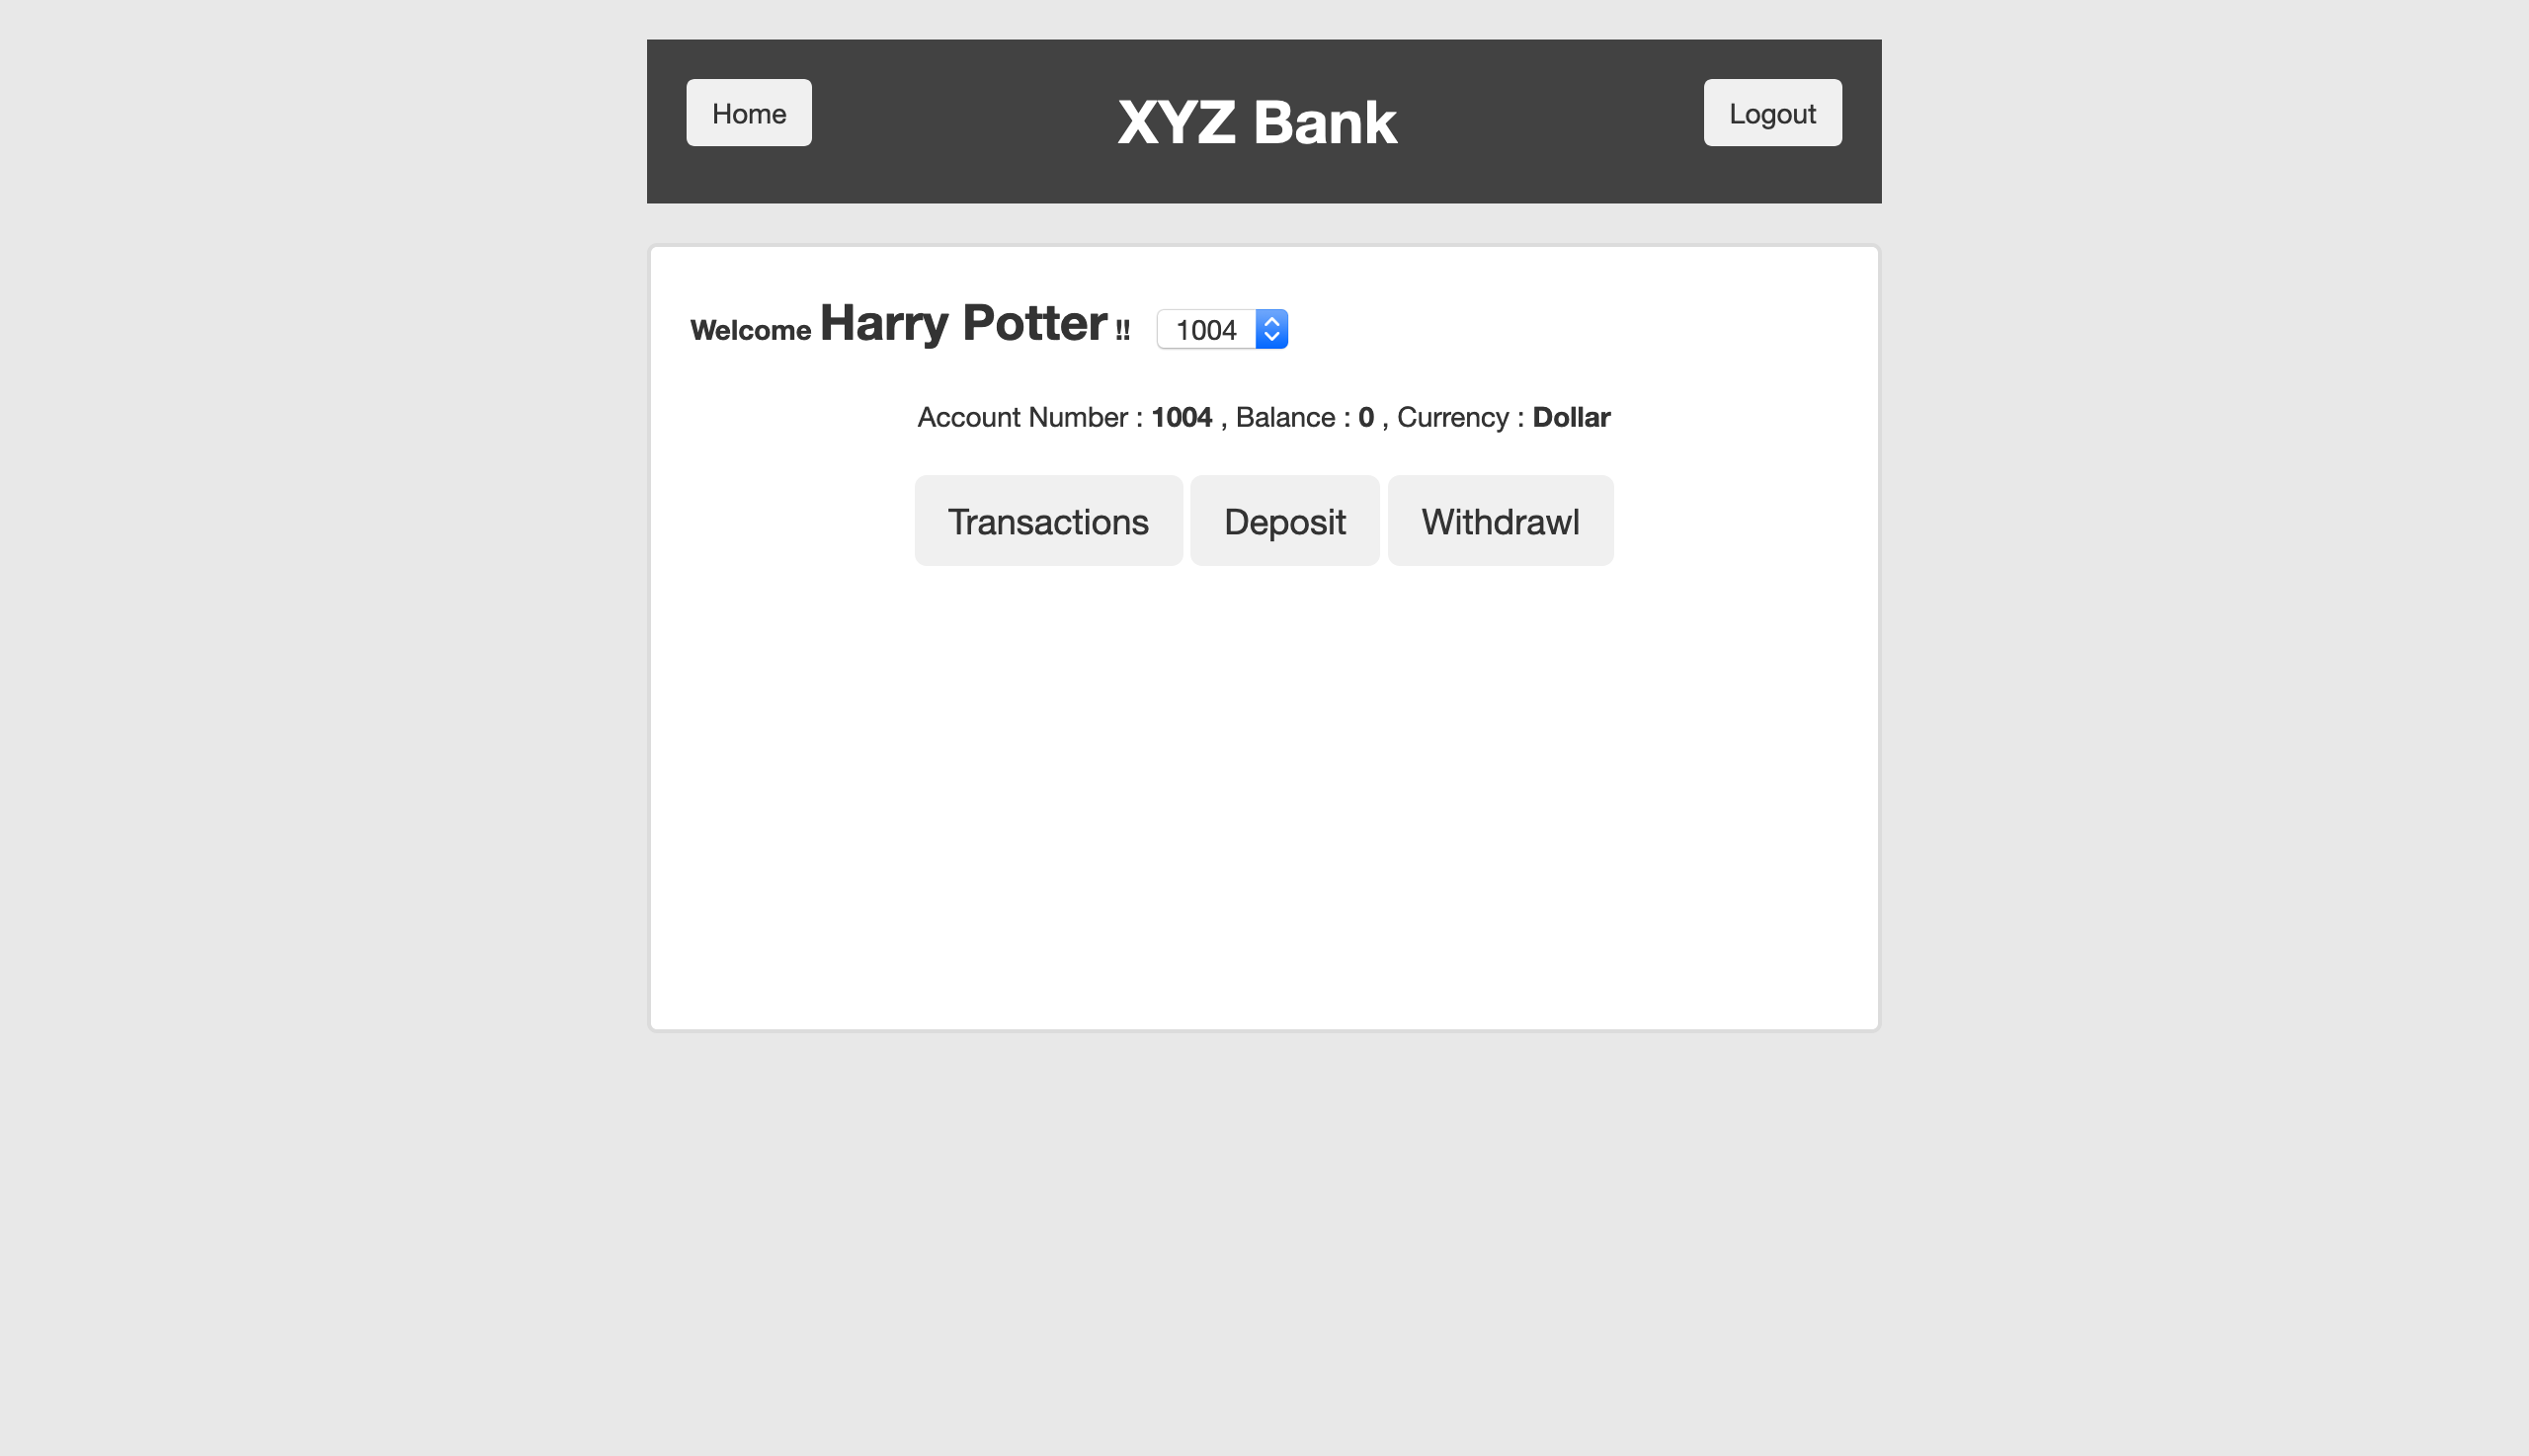 Home XYZ Bank Logout
Welcome Harry Potter !! 1004
Account Number : 1004 , Balance : 0 , Currency : Dollar
Transactions Deposit Withdrawl